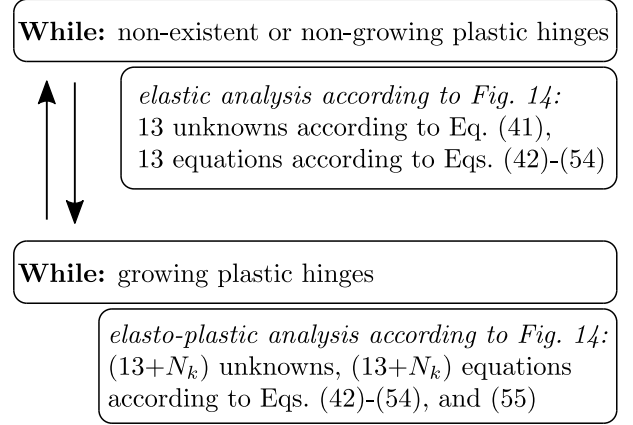 While: non-existent or non-growing plastic hinges
elastic analysis according to Fig. 14:
13 unknowns according to Eq. (41),
13 equations according to Eqs. (42)-(54)
While: growing plastic hinges
elasto-plastic analysis according to Fig. 14:
(13+Nₖ) unknowns, (13+Nₖ) equations
according to Eqs. (42)-(54), and (55)